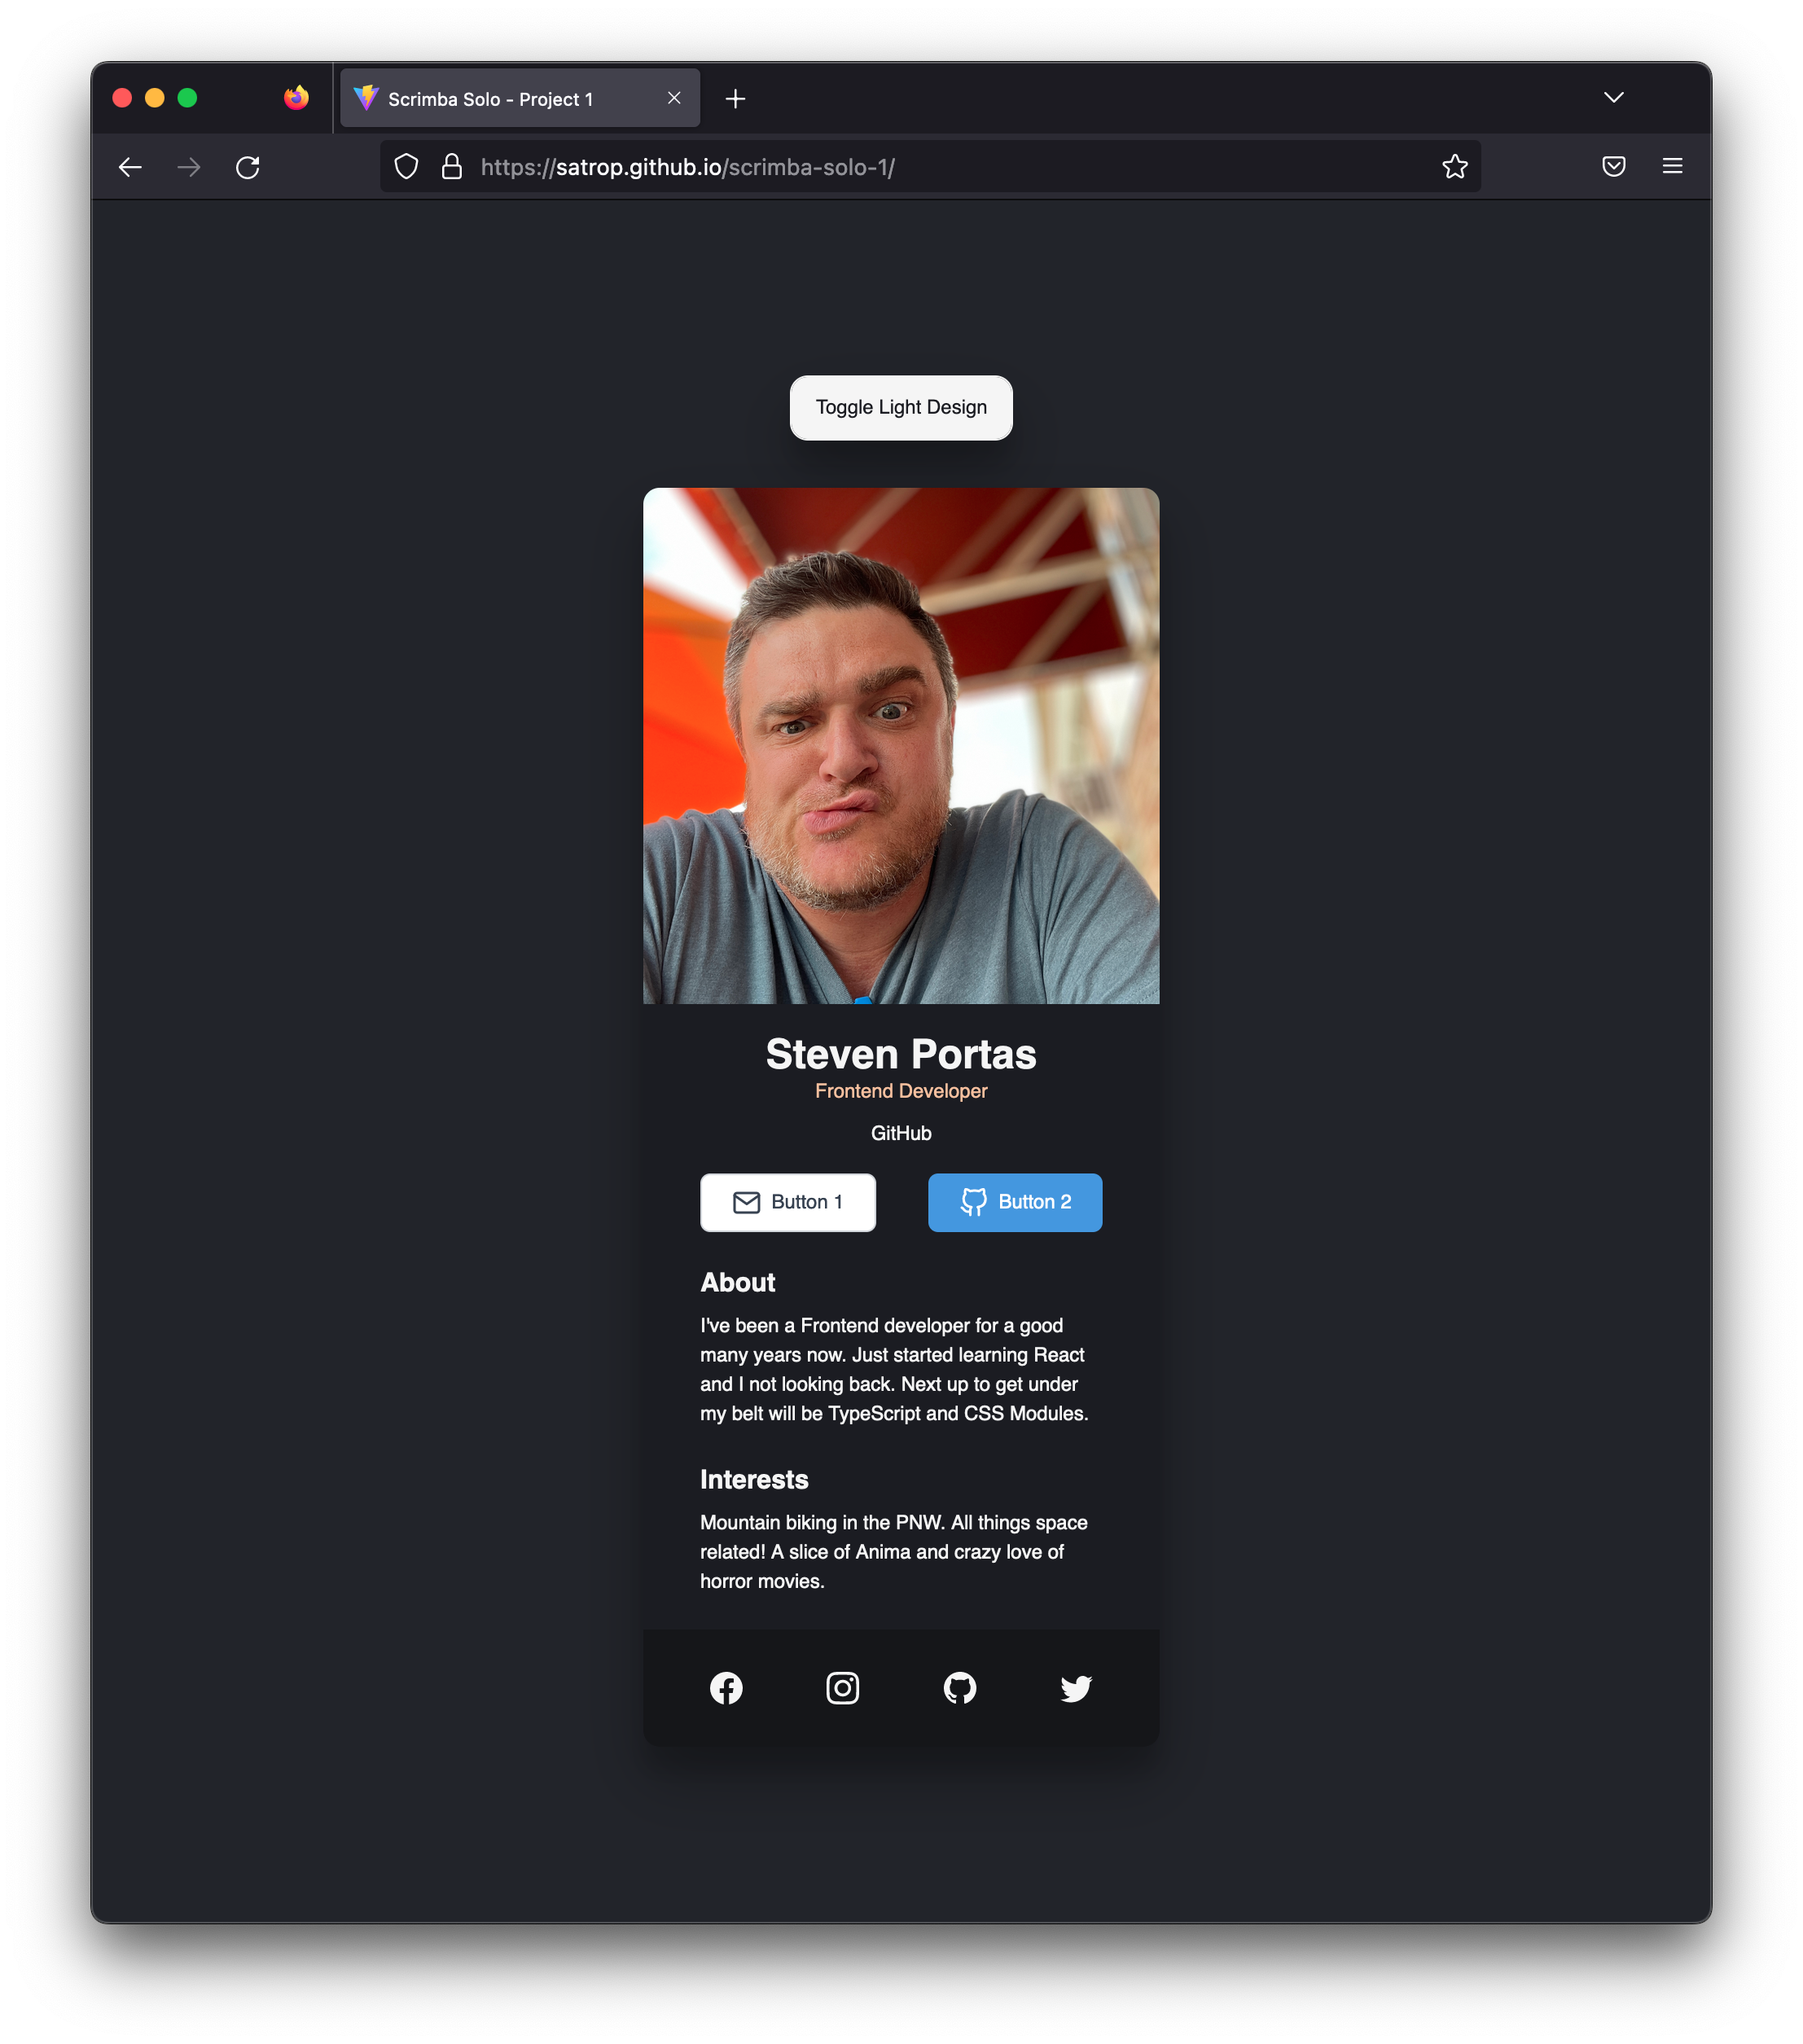 Scrimba Solo - Project 1
https://satrop.github.io/scrimba-solo-1/
Toggle Light Design
Steven Portas
Frontend Developer
GitHub
Button 1
Button 2
About
I've been a Frontend developer for a good
many years now. Just started learning React
and I not looking back. Next up to get under
my belt will be TypeScript and CSS Modules.
Interests
Mountain biking in the PNW. All things space
related! A slice of Anima and crazy love of
horror movies.